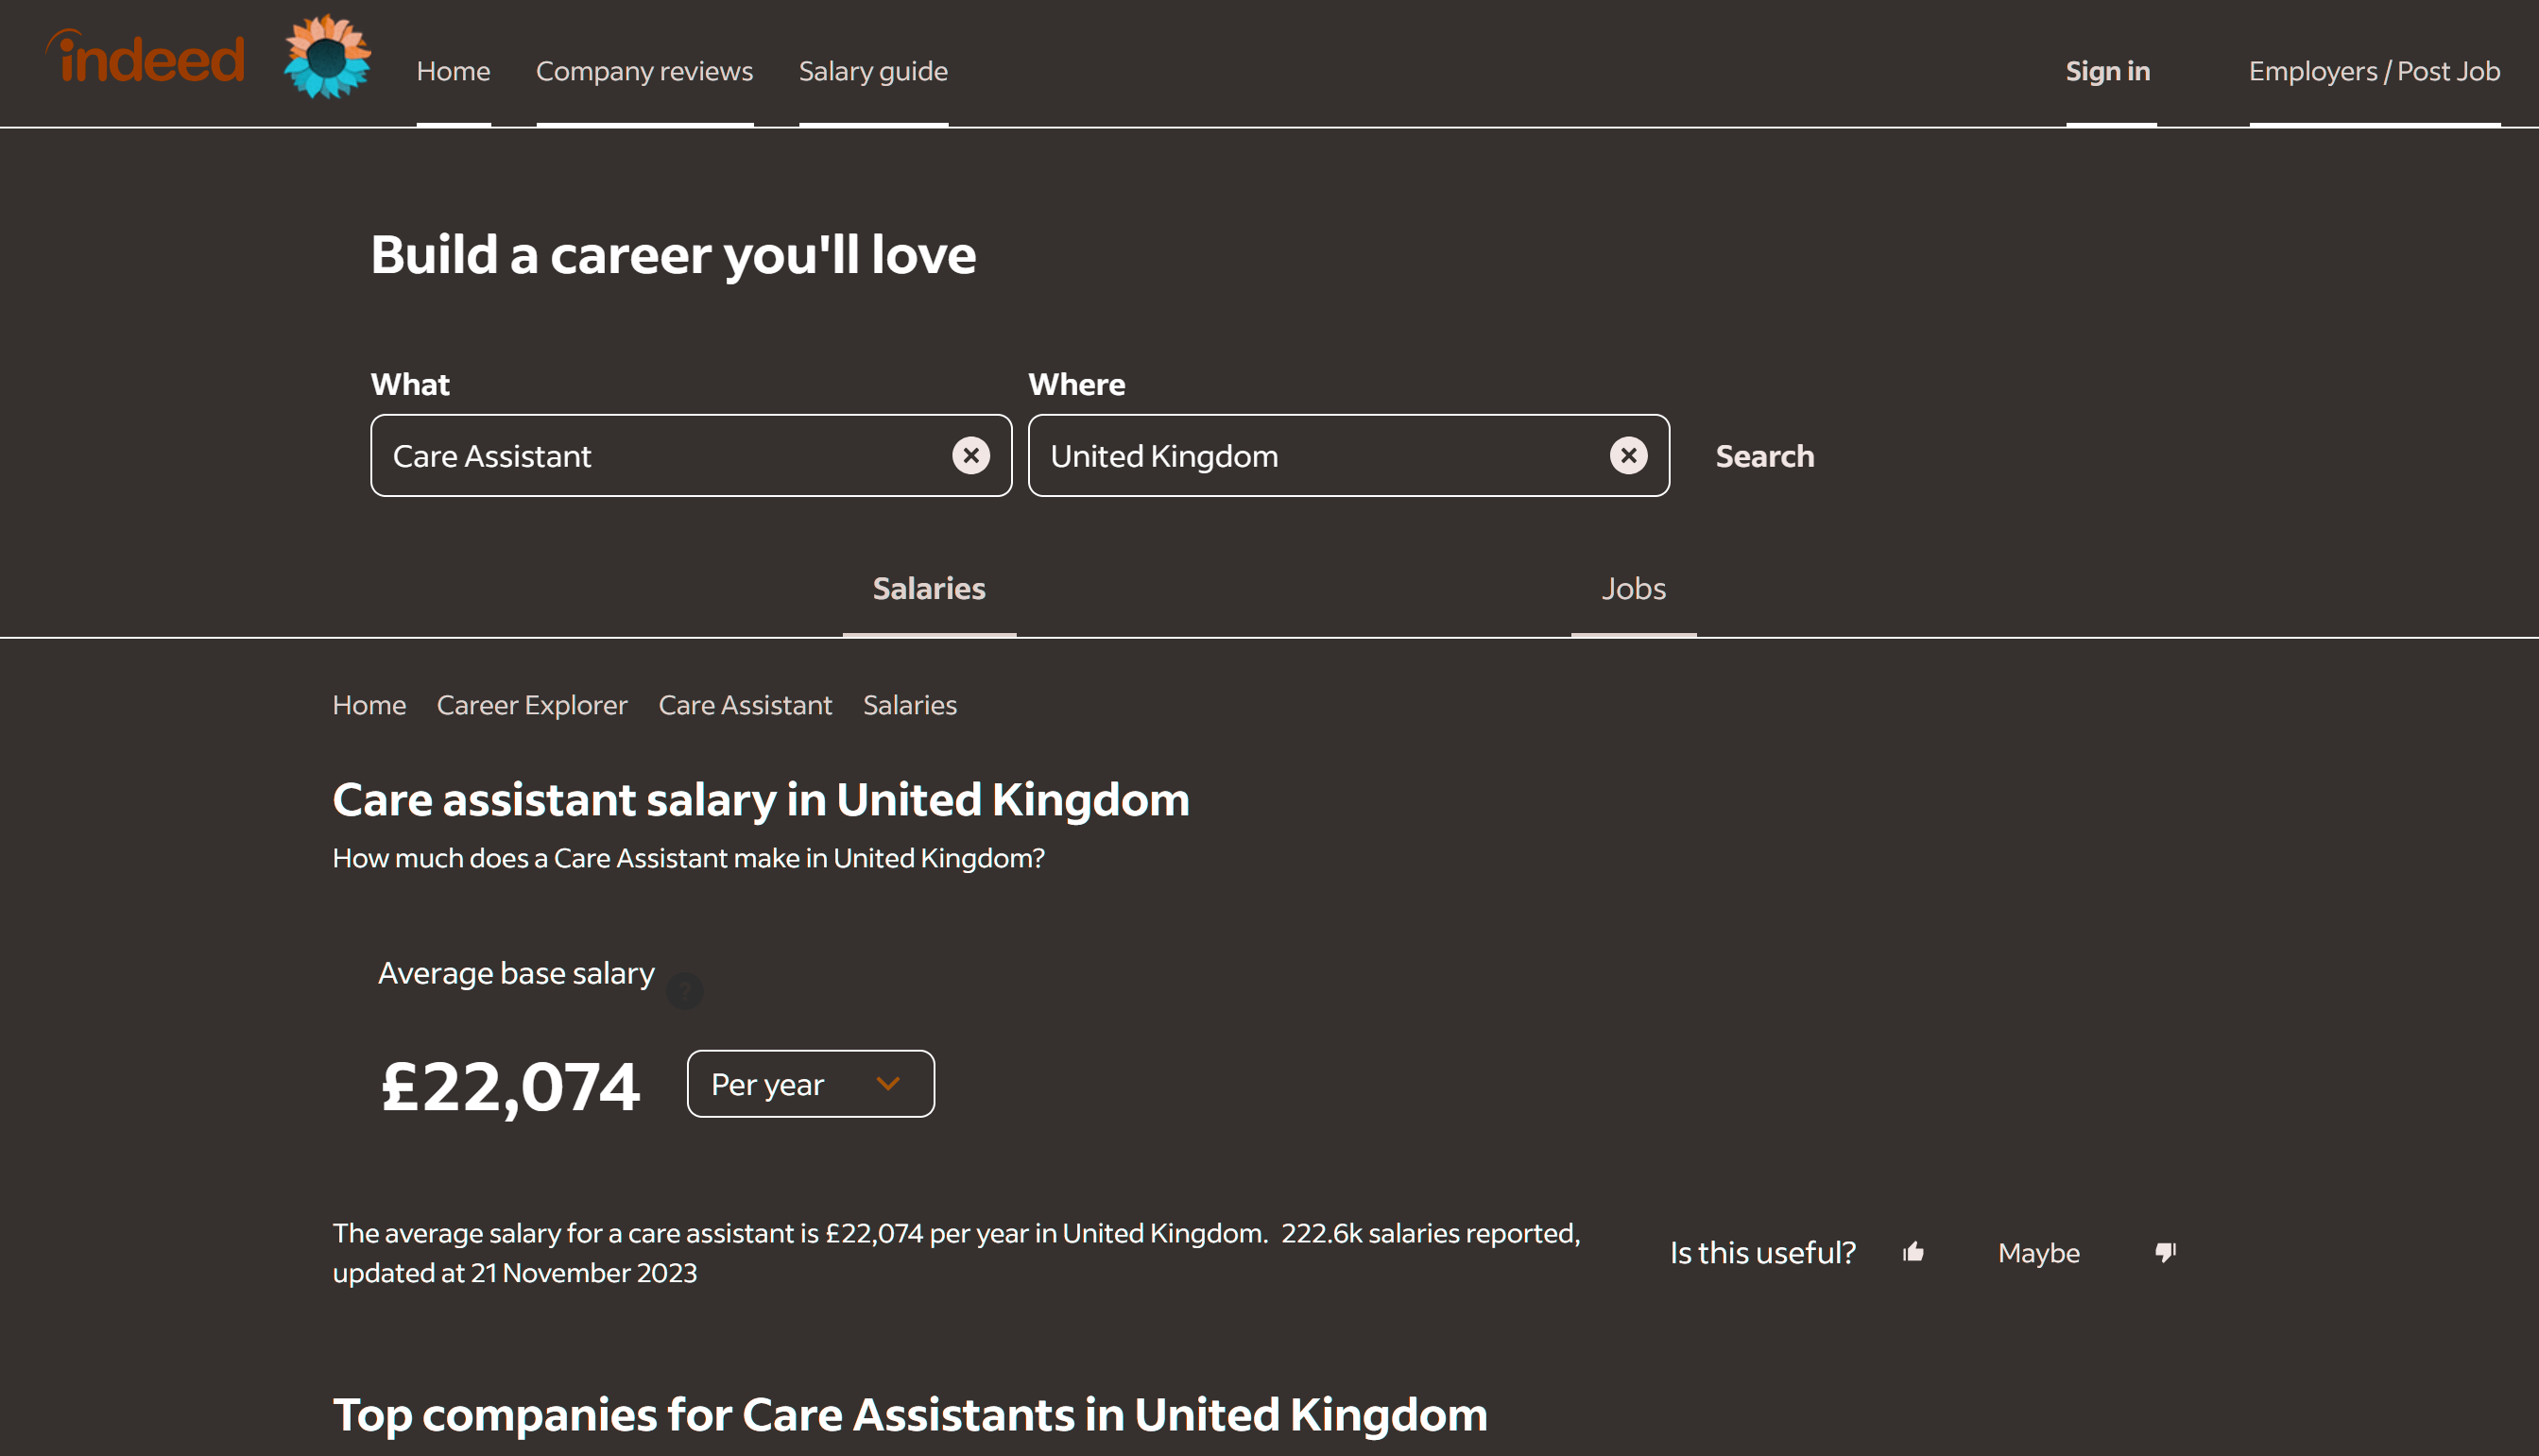 indeed
Home Company reviews Salary guide Sign in Employers / Post Job
Build a career you'll love
What Where
Care Assistant United Kingdom Search
Salaries Jobs
Home Career Explorer Care Assistant Salaries
Care assistant salary in United Kingdom
How much does a Care Assistant make in United Kingdom?
Average base salary ?
£22,074 Per year
The average salary for a care assistant is £22,074 per year in United Kingdom. 222.6k salaries reported,
updated at 21 November 2023
Is this useful? Maybe
Top companies for Care Assistants in United Kingdom